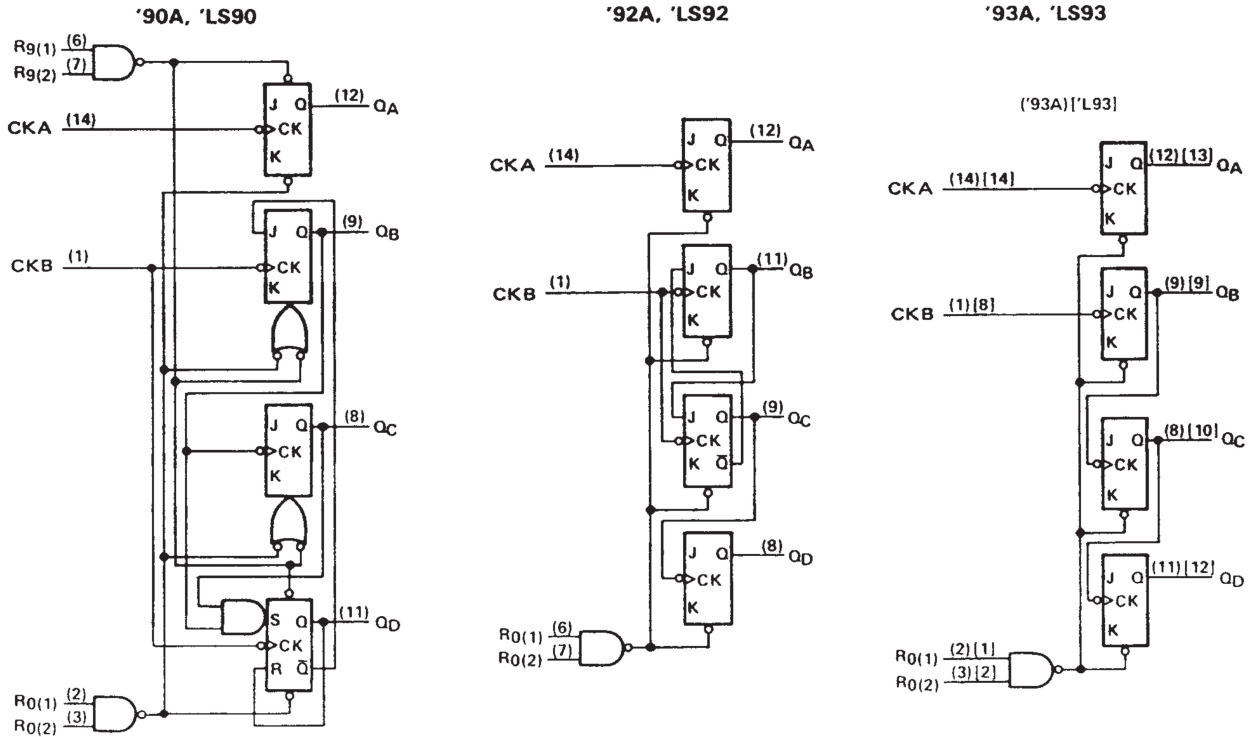 '90A, 'LS90
R9(1) (6)
R9(2) (7)
J Q (12) QA
CKA (14) CK
K
J Q (9) QB
CKB (1) CK
K
J Q (8) QC
CK
K
S Q (11) QD
CK
R Q̅
R0(1) (2)
R0(2) (3)
'92A, 'LS92
J Q (12) QA
CKA (14) CK
K
J Q (11) QB
CKB (1) CK
K
J Q (9) QC
CK
K Q̅
J Q (8) QD
CK
K
R0(1) (6)
R0(2) (7)
'93A, 'LS93
('93A)['L93]
J Q (12)[13] QA
CKA (14)[14] CK
K
J Q (9)[9] QB
CKB (1)[8] CK
K
J Q (8)[10] QC
CK
K
J Q (11)[12] QD
CK
K
R0(1) (2)[1]
R0(2) (3)[2]